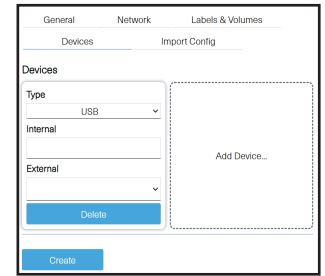 General Network Labels & Volumes
Devices Import Config
Devices
Type
USB
Internal
Add Device...
External
Delete
Create